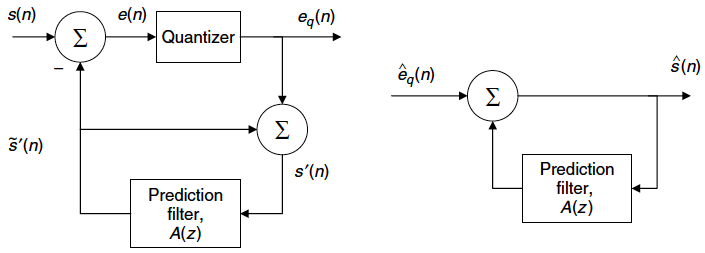 s(n)
e(n)
e_q(n)
Σ
Quantizer
–
s̃′(n)
Σ
s′(n)
Prediction
filter,
A(z)
ê_q(n)
ŝ(n)
Σ
Prediction
filter,
A(z)